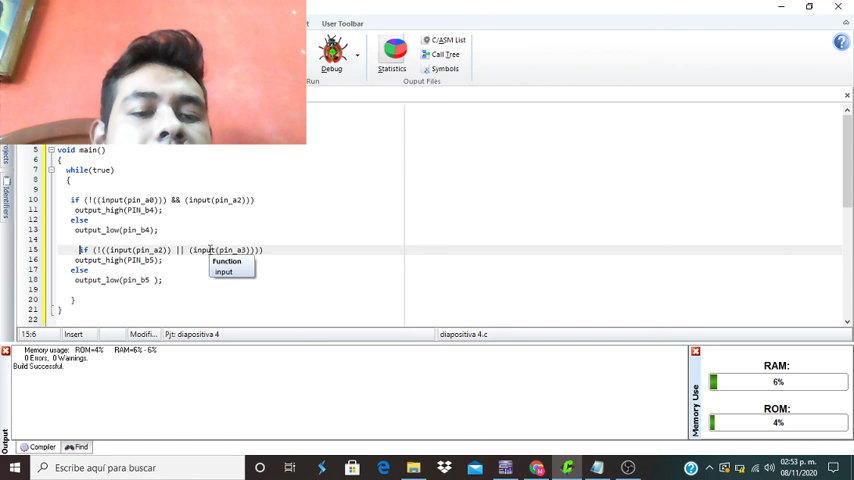 User Toolbar
Debug
Statistics
C/ASM List
Call Tree
Symbols
Run
Ouput Files
5 void main()
6 {
7 while(true)
8 {
9
10 if (!((input(pin_a0))) && (input(pin_a2)))
11 output_high(PIN_b4);
12 else
13 output_low(pin_b4);
14
15 if (!((input(pin_a2)) || (input(pin_a3))))
16 output_high(PIN_b5);
17 else
18 output_low(pin_b5 );
19
20 }
21 }
22
Function
input
ojects
Identifiers
15:6 Insert Modifi... Pjt: diapositiva 4 diapositiva 4.c
Memory usage: ROM=4% RAM=6% - 6%
0 Errors, 0 Warnings.
Build Successful.
Output
Memory Use
RAM:
6%
ROM:
4%
Compiler Find
Escribe aquí para buscar
02:53 p. m.
08/11/2020